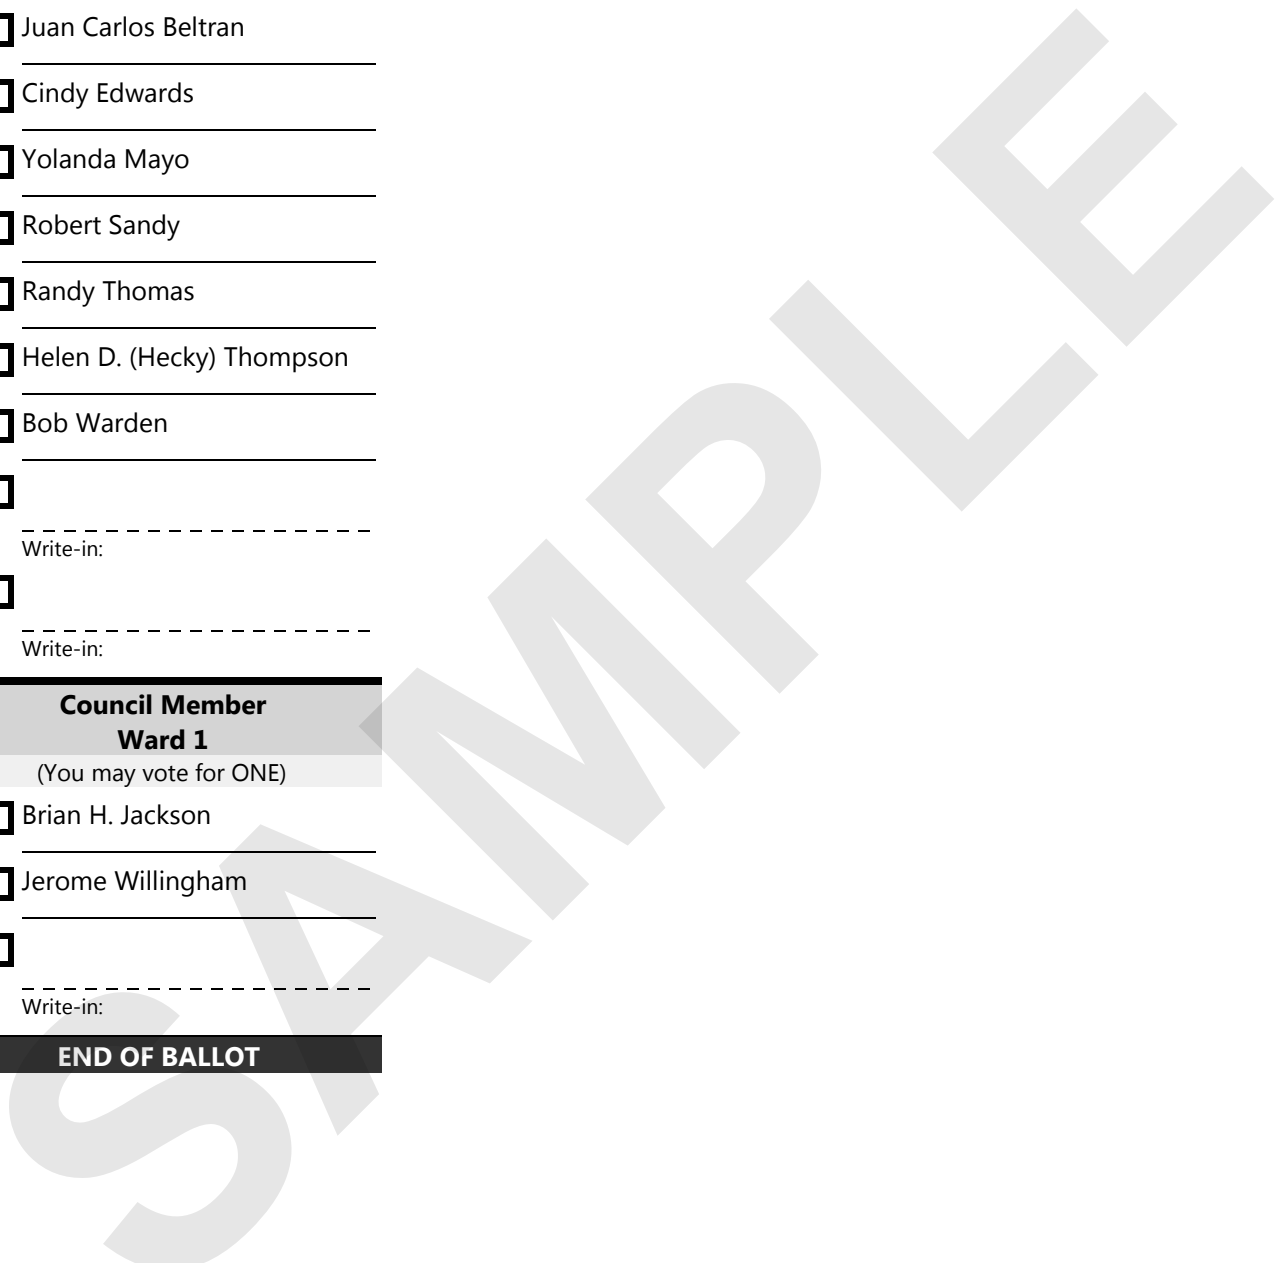 Juan Carlos Beltran
Cindy Edwards
Yolanda Mayo
Robert Sandy
Randy Thomas
Helen D. (Hecky) Thompson
Bob Warden
Write-in:
Write-in:
Council Member
Ward 1
(You may vote for ONE)
Brian H. Jackson
Jerome Willingham
Write-in:
END OF BALLOT
SAMPLE